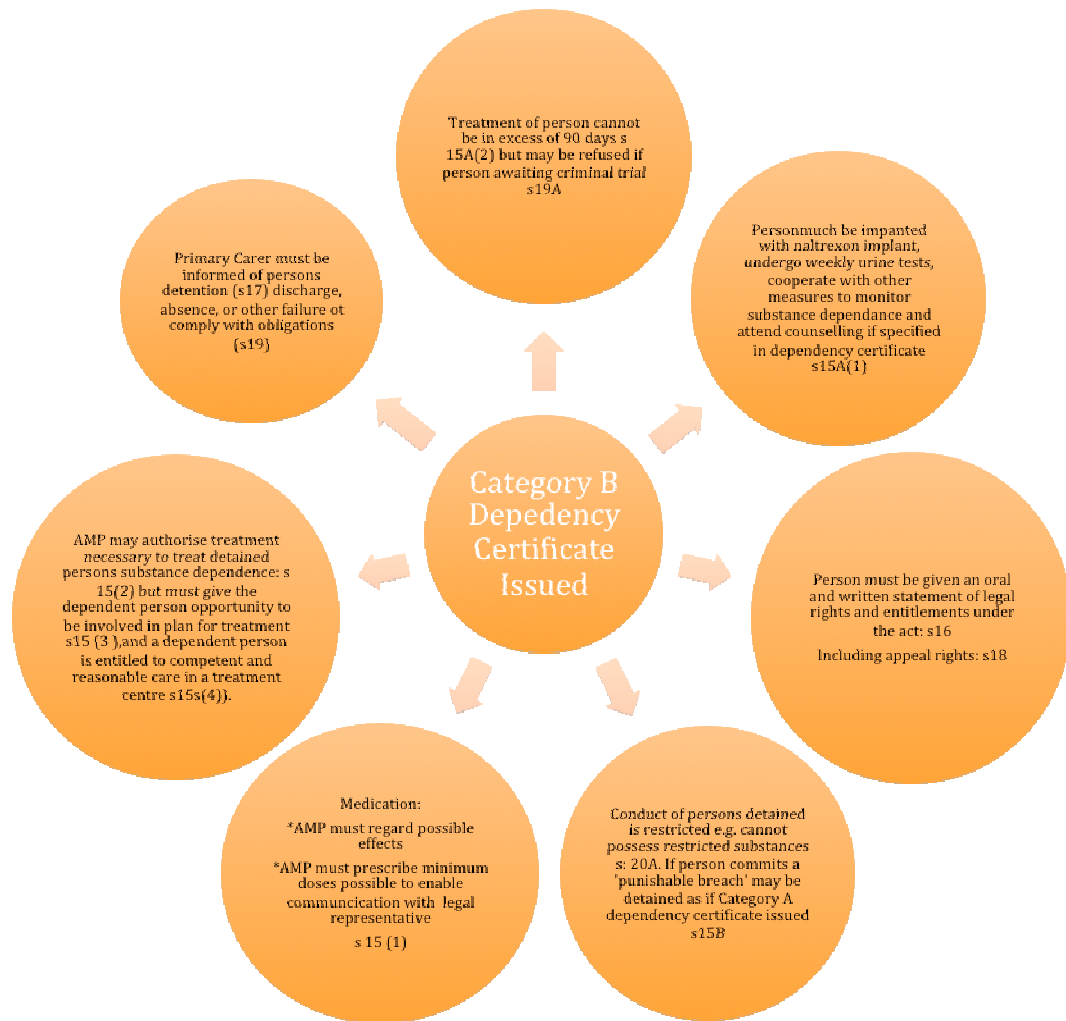 Treatment of person cannot
be in excess of 90 days s
15A(2) but may be refused if
person awaiting criminal trial
s19A
Personmuch be impanted
with naltrexon implant,
undergo weekly urine tests,
cooperate with other
measures to monitor
substance dependance and
attend counselling if specified
in dependency certificate
s15A(1)
Person must be given an oral
and written statement of legal
rights and entitlements under
the act: s16
Including appeal rights: s18
Conduct of persons detained
is restricted e.g. cannot
possess restricted substances
s: 20A. If person commits a
'punishable breach' may be
detained as if Category A
dependency certificate issued
s15B
Medication:
*AMP must regard possible
effects
*AMP must prescribe minimum
doses possible to enable
communcication with legal
representative
s 15 (1)
AMP may authorise treatment
necessary to treat detained
persons substance dependence: s
15(2) but must give the
dependent person opportunity to
be involved in plan for treatment
s15 (3 ),and a dependent person
is entitled to competent and
reasonable care in a treatment
centre s15s(4)).
Primary Carer must be
informed of persons
detention (s17) discharge,
absence, or other failure ot
comply with obligations
(s19)
Category B
Depedency
Certificate
Issued